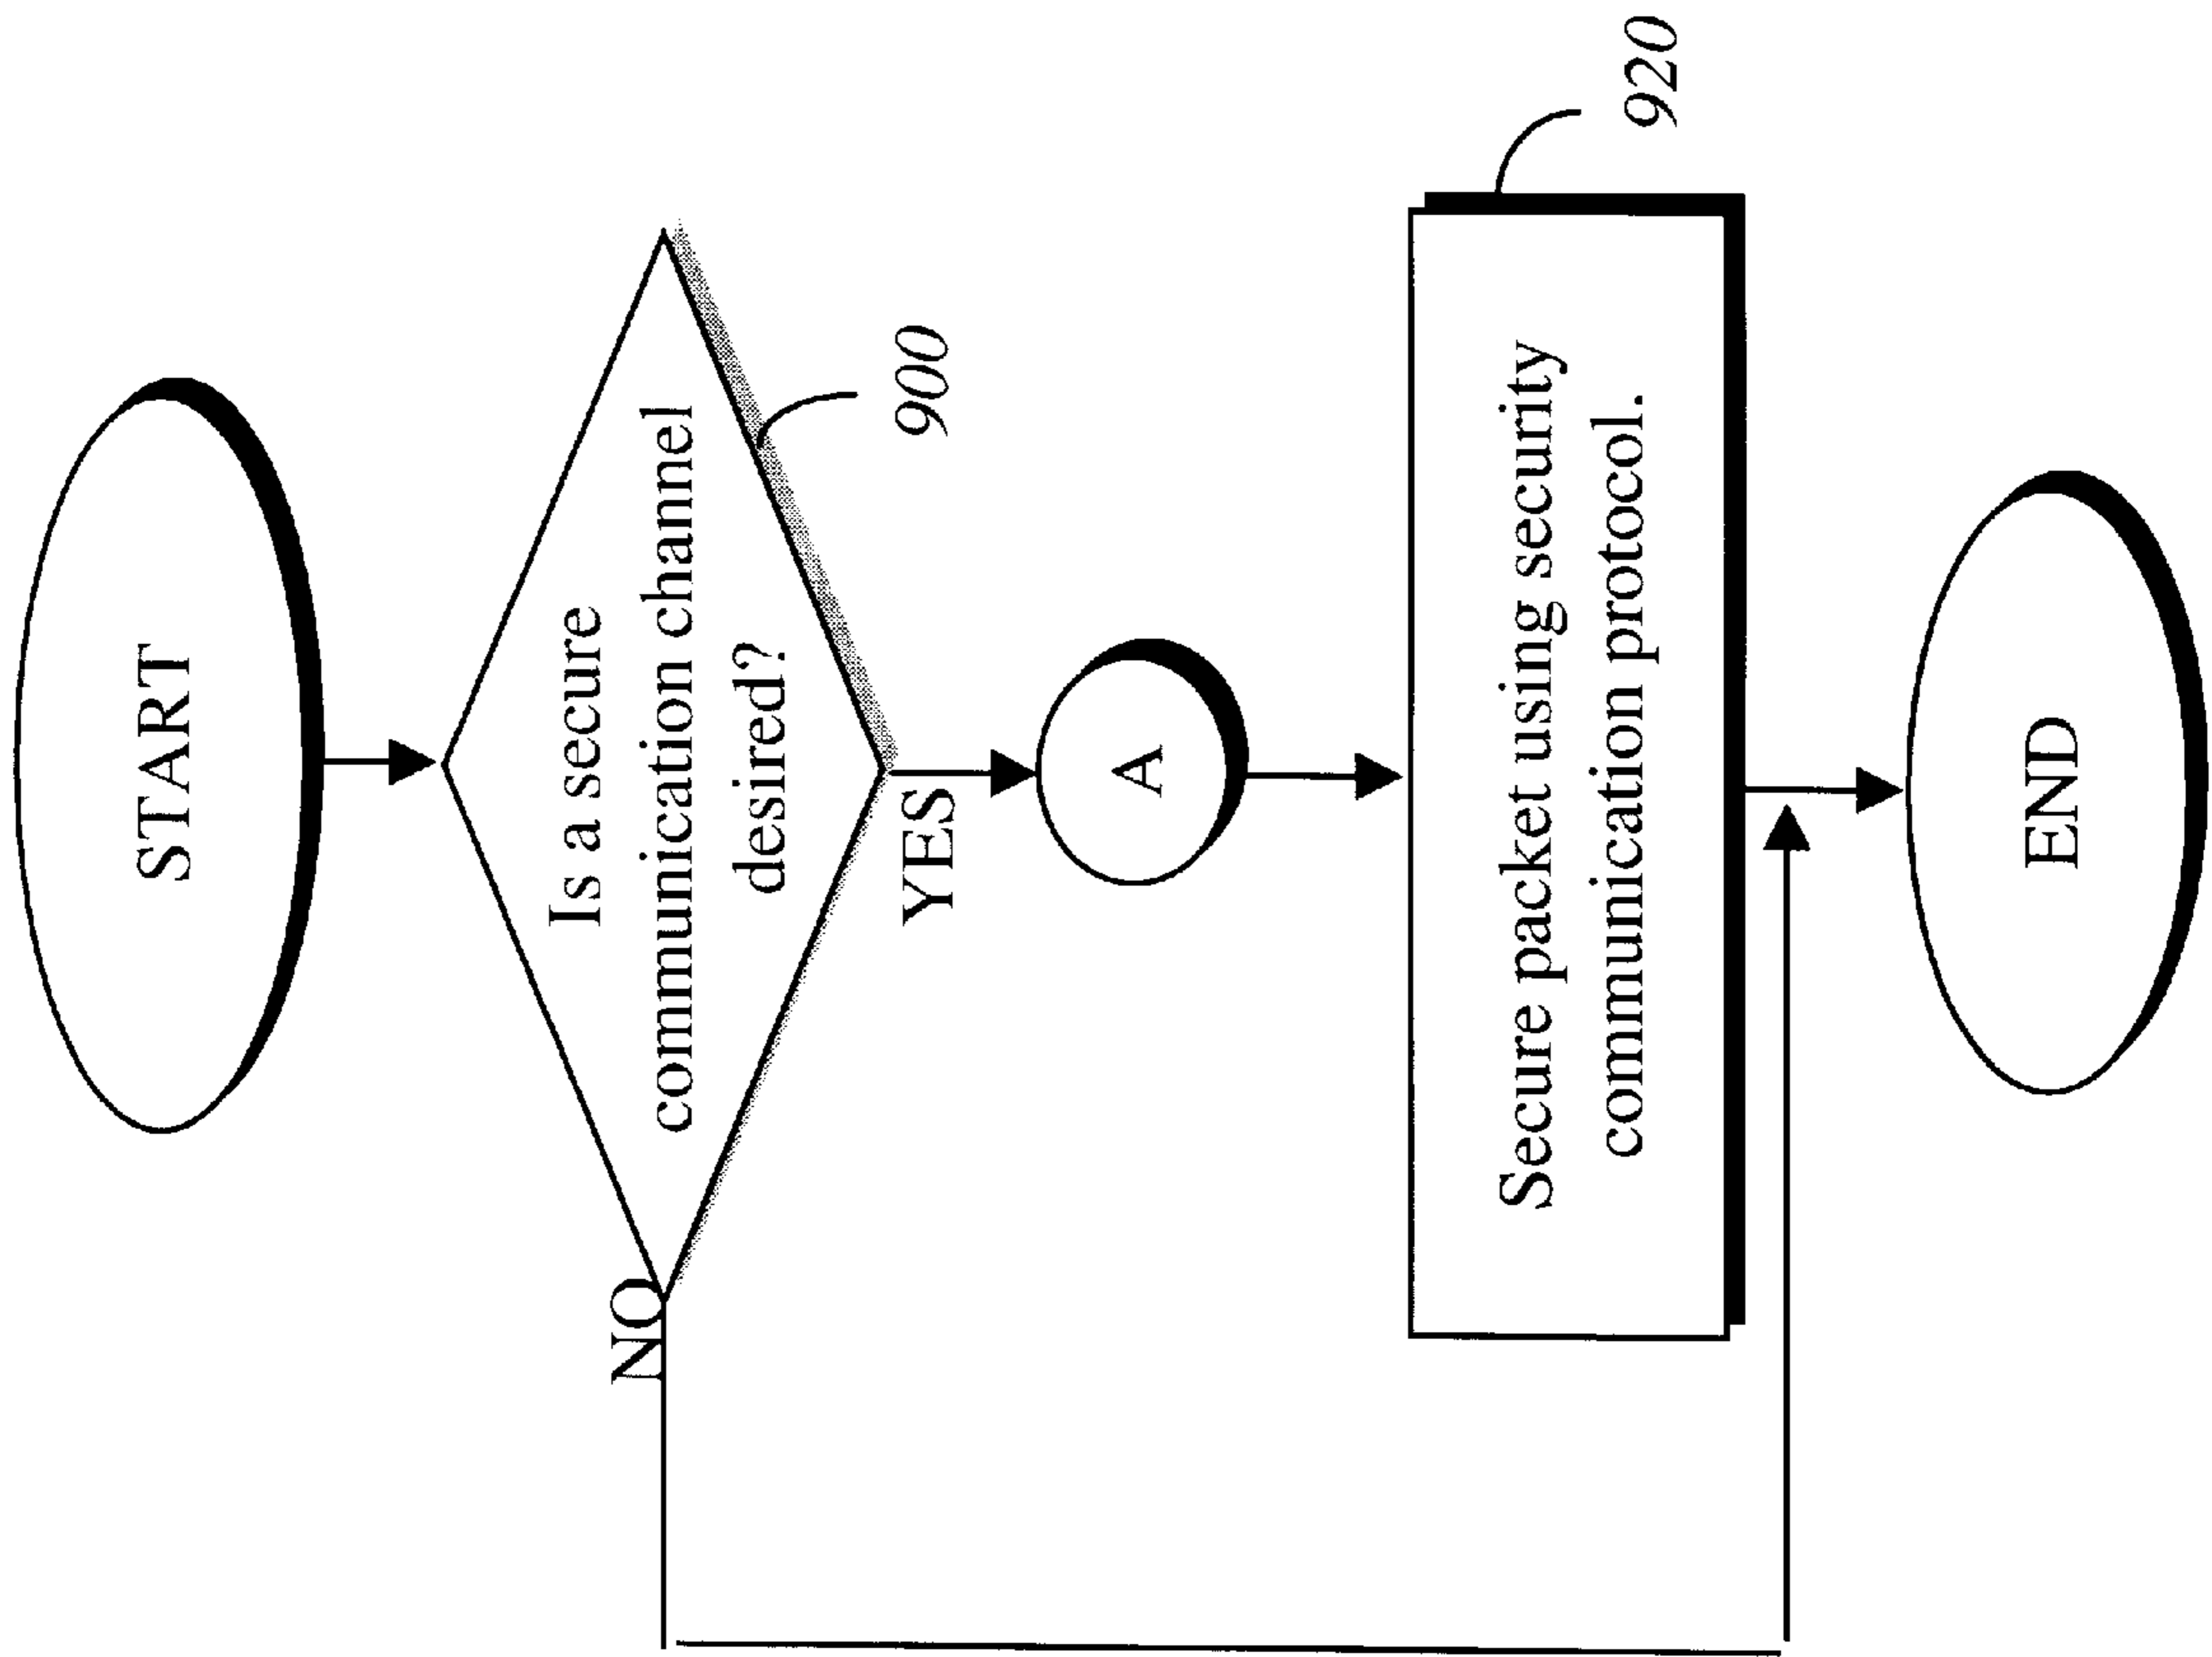 START
Is a secure
communication channel
desired?
900
NO
YES
A
Secure packet using security
communication protocol.
920
END